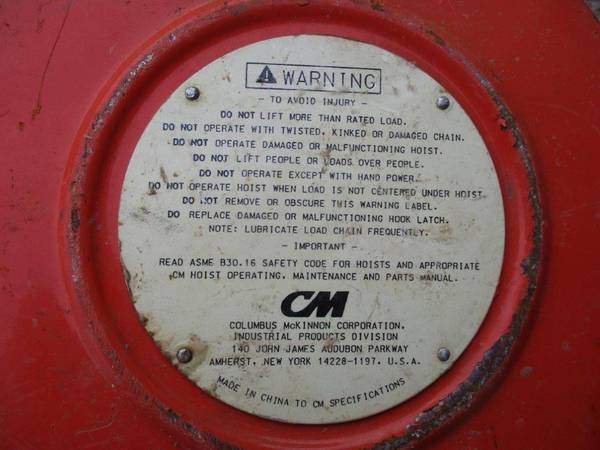 ⚠ WARNING
- TO AVOID INJURY -
DO NOT LIFT MORE THAN RATED LOAD.
DO NOT OPERATE WITH TWISTED, KINKED OR DAMAGED CHAIN.
DO NOT OPERATE DAMAGED OR MALFUNCTIONING HOIST.
DO NOT LIFT PEOPLE OR LOADS OVER PEOPLE.
DO NOT OPERATE EXCEPT WITH HAND POWER.
DO NOT OPERATE HOIST WHEN LOAD IS NOT CENTERED UNDER HOIST
DO NOT REMOVE OR OBSCURE THIS WARNING LABEL.
DO REPLACE DAMAGED OR MALFUNCTIONING HOOK LATCH.
NOTE: LUBRICATE LOAD CHAIN FREQUENTLY.
- IMPORTANT -
READ ASME B30.16 SAFETY CODE FOR HOISTS AND APPROPRIATE
CM HOIST OPERATING, MAINTENANCE AND PARTS MANUAL.
CM
COLUMBUS McKINNON CORPORATION,
INDUSTRIAL PRODUCTS DIVISION
140 JOHN JAMES AUDUBON PARKWAY
AMHERST, NEW YORK 14228-1197, U.S.A.
MADE IN CHINA TO CM SPECIFICATIONS